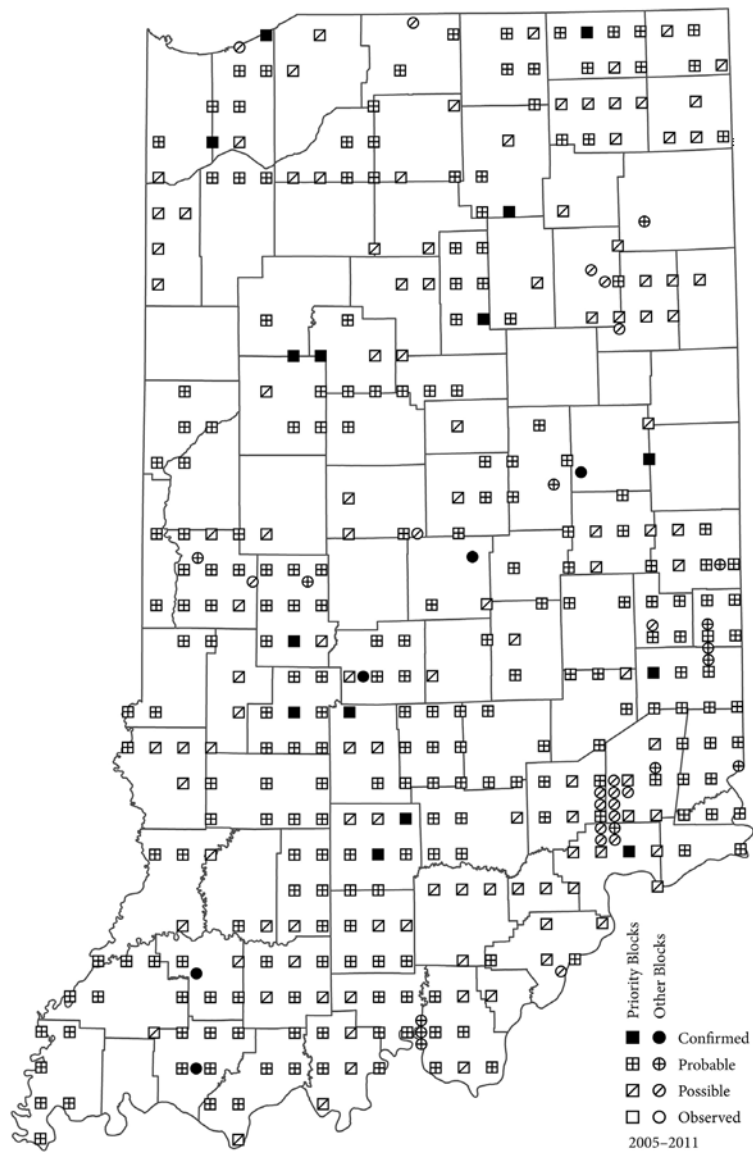 Priority Blocks
Other Blocks
Confirmed
Probable
Possible
Observed
2005–2011